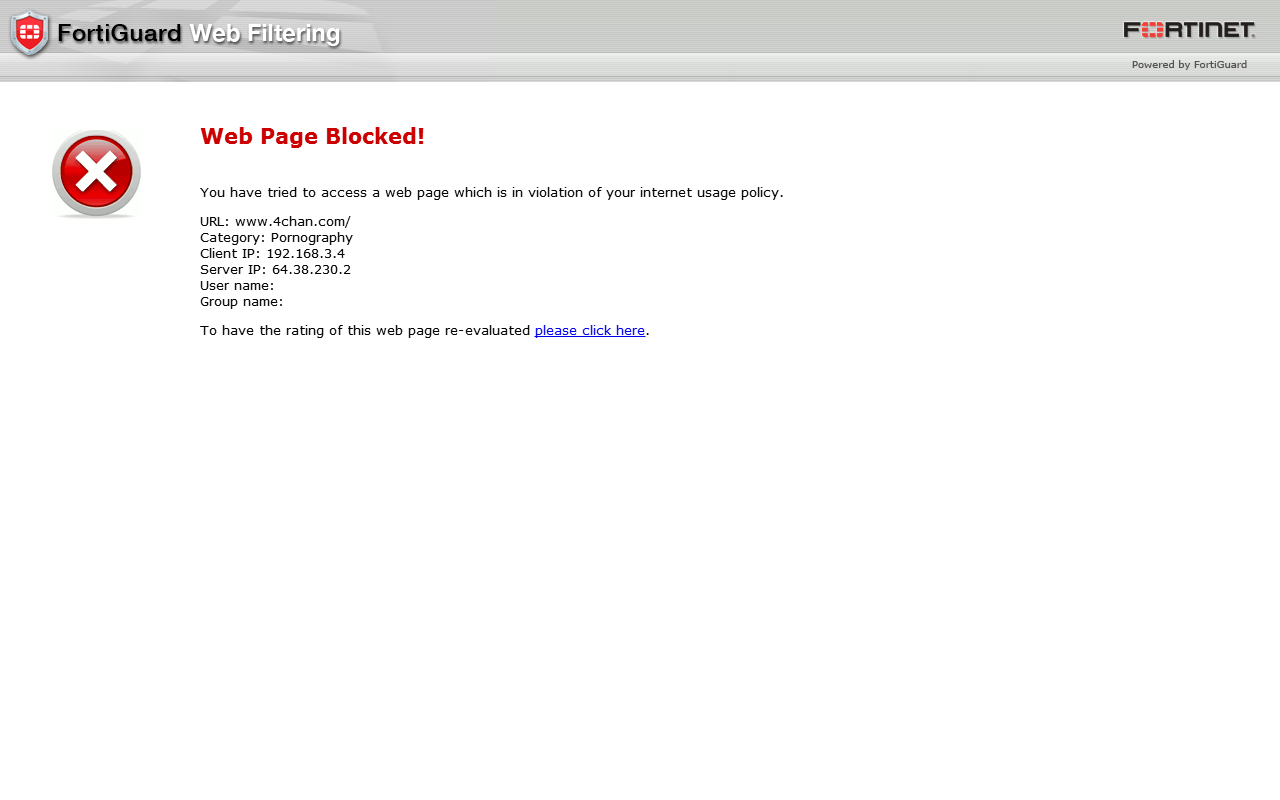 FortiGuard Web Filtering
FORTINET
Powered by FortiGuard
Web Page Blocked!
You have tried to access a web page which is in violation of your internet usage policy.
URL: www.4chan.com/
Category: Pornography
Client IP: 192.168.3.4
Server IP: 64.38.230.2
User name:
Group name:
To have the rating of this web page re-evaluated please click here.